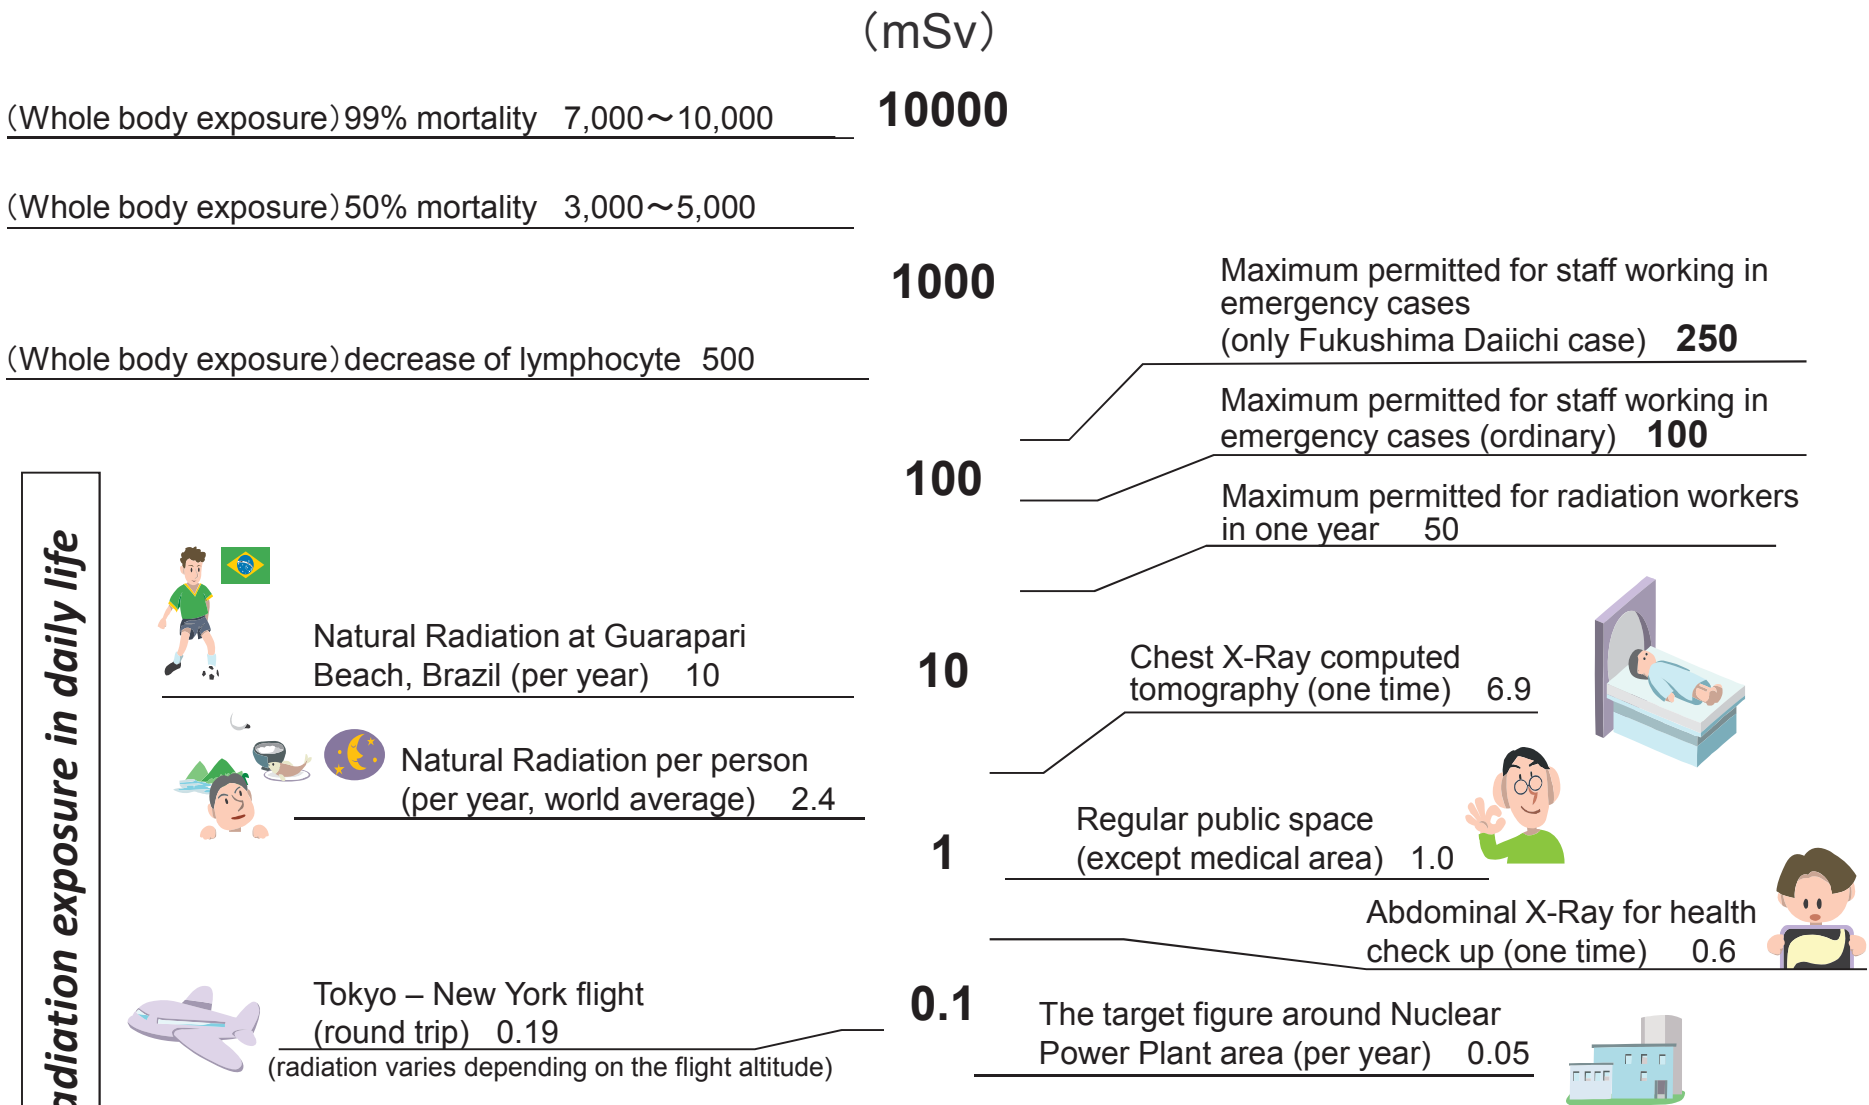 (mSv)
(Whole body exposure)99% mortality 7,000～10,000
10000
(Whole body exposure)50% mortality 3,000～5,000
1000
Maximum permitted for staff working in
emergency cases
(only Fukushima Daiichi case) 250
(Whole body exposure)decrease of lymphocyte 500
Maximum permitted for staff working in
emergency cases (ordinary) 100
100
Maximum permitted for radiation workers
in one year 50
adiation exposure in daily life
Natural Radiation at Guarapari
Beach, Brazil (per year) 10
10
Chest X-Ray computed
tomography (one time) 6.9
Natural Radiation per person
(per year, world average) 2.4
1
Regular public space
(except medical area) 1.0
Abdominal X-Ray for health
check up (one time) 0.6
Tokyo – New York flight
(round trip) 0.19
(radiation varies depending on the flight altitude)
0.1
The target figure around Nuclear
Power Plant area (per year) 0.05